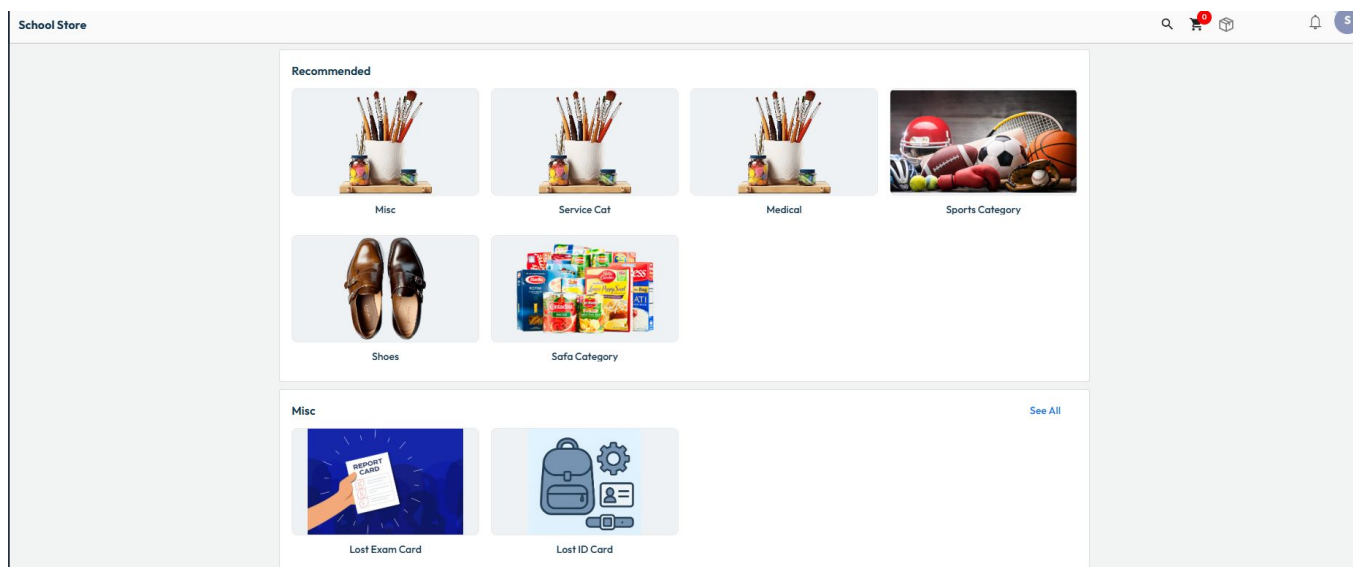 School Store
0
S
Recommended
Misc
Service Cat
Medical
Sports Category
Shoes
Safa Category
Misc
See All
REPORT
CARD
Lost Exam Card
Lost ID Card